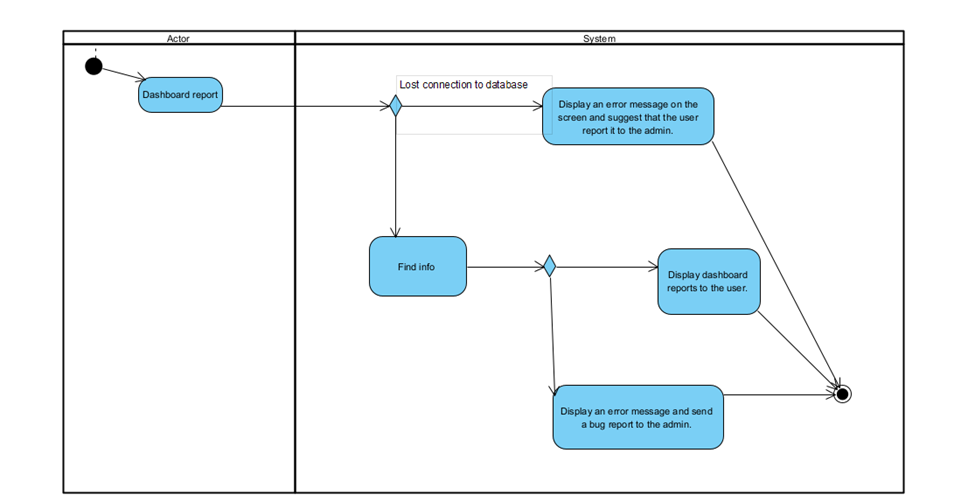 Actor
System
Dashboard report
Lost connection to database
Display an error message on the
screen and suggest that the user
report it to the admin.
Find info
Display dashboard
reports to the user.
Display an error message and send
a bug report to the admin.